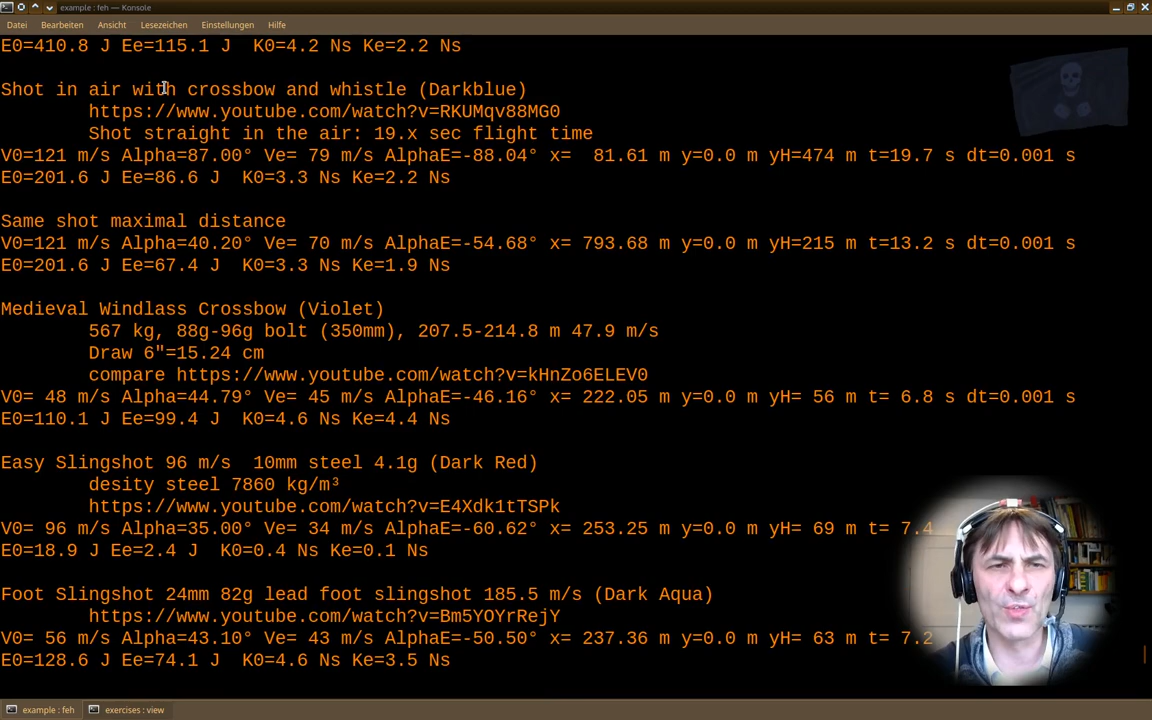 example : feh — Konsole
Datei Bearbeiten Ansicht Lesezeichen Einstellungen Hilfe
E0=410.8 J Ee=115.1 J  K0=4.2 Ns Ke=2.2 Ns
Shot in air with crossbow and whistle (Darkblue)
https://www.youtube.com/watch?v=RKUMqv88MG0
Shot straight in the air: 19.x sec flight time
V0=121 m/s Alpha=87.00° Ve= 79 m/s AlphaE=-88.04° x=  81.61 m y=0.0 m yH=474 m t=19.7 s dt=0.001 s
E0=201.6 J Ee=86.6 J  K0=3.3 Ns Ke=2.2 Ns
Same shot maximal distance
V0=121 m/s Alpha=40.20° Ve= 70 m/s AlphaE=-54.68° x= 793.68 m y=0.0 m yH=215 m t=13.2 s dt=0.001 s
E0=201.6 J Ee=67.4 J  K0=3.3 Ns Ke=1.9 Ns
Medieval Windlass Crossbow (Violet)
567 kg, 88g-96g bolt (350mm), 207.5-214.8 m 47.9 m/s
Draw 6"=15.24 cm
compare https://www.youtube.com/watch?v=kHnZo6ELEV0
V0= 48 m/s Alpha=44.79° Ve= 45 m/s AlphaE=-46.16° x= 222.05 m y=0.0 m yH= 56 m t= 6.8 s dt=0.001 s
E0=110.1 J Ee=99.4 J  K0=4.6 Ns Ke=4.4 Ns
Easy Slingshot 96 m/s  10mm steel 4.1g (Dark Red)
desity steel 7860 kg/m³
https://www.youtube.com/watch?v=E4Xdk1tTSPk
V0= 96 m/s Alpha=35.00° Ve= 34 m/s AlphaE=-60.62° x= 253.25 m y=0.0 m yH= 69 m t= 7.4
E0=18.9 J Ee=2.4 J  K0=0.4 Ns Ke=0.1 Ns
Foot Slingshot 24mm 82g lead foot slingshot 185.5 m/s (Dark Aqua)
https://www.youtube.com/watch?v=Bm5YOYrRejY
V0= 56 m/s Alpha=43.10° Ve= 43 m/s AlphaE=-50.50° x= 237.36 m y=0.0 m yH= 63 m t= 7.2
E0=128.6 J Ee=74.1 J  K0=4.6 Ns Ke=3.5 Ns
example : feh exercises : view